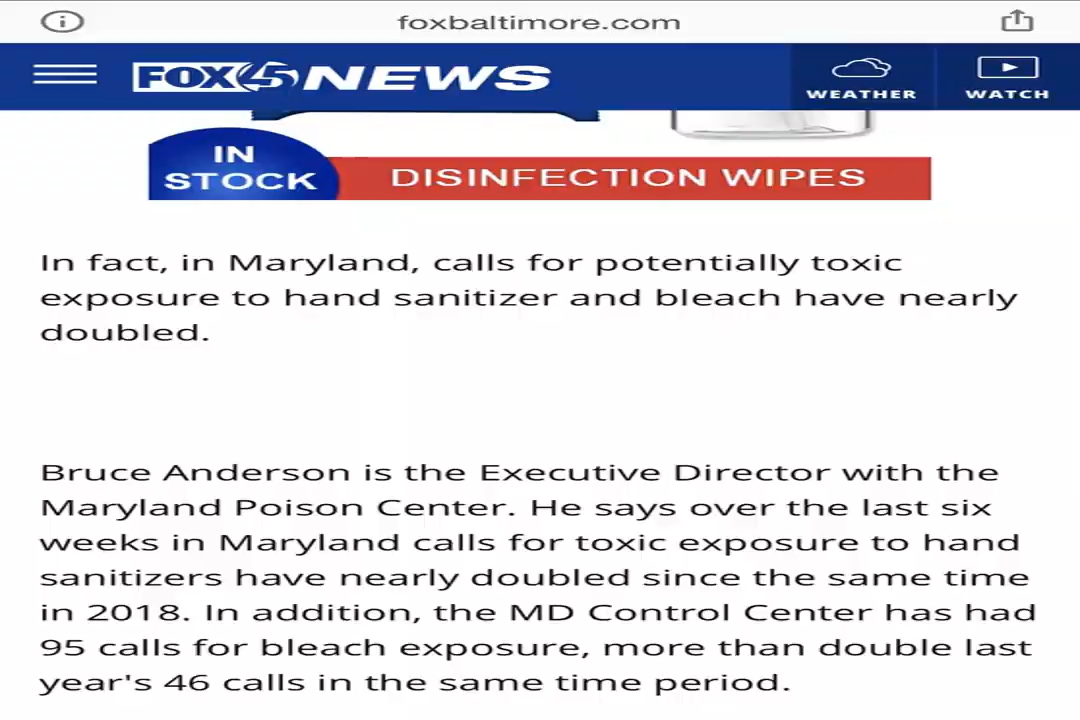 foxbaltimore.com
FOX45 NEWS
WEATHER
WATCH
IN
STOCK
DISINFECTION WIPES
In fact, in Maryland, calls for potentially toxic
exposure to hand sanitizer and bleach have nearly
doubled.
Bruce Anderson is the Executive Director with the
Maryland Poison Center. He says over the last six
weeks in Maryland calls for toxic exposure to hand
sanitizers have nearly doubled since the same time
in 2018. In addition, the MD Control Center has had
95 calls for bleach exposure, more than double last
year's 46 calls in the same time period.